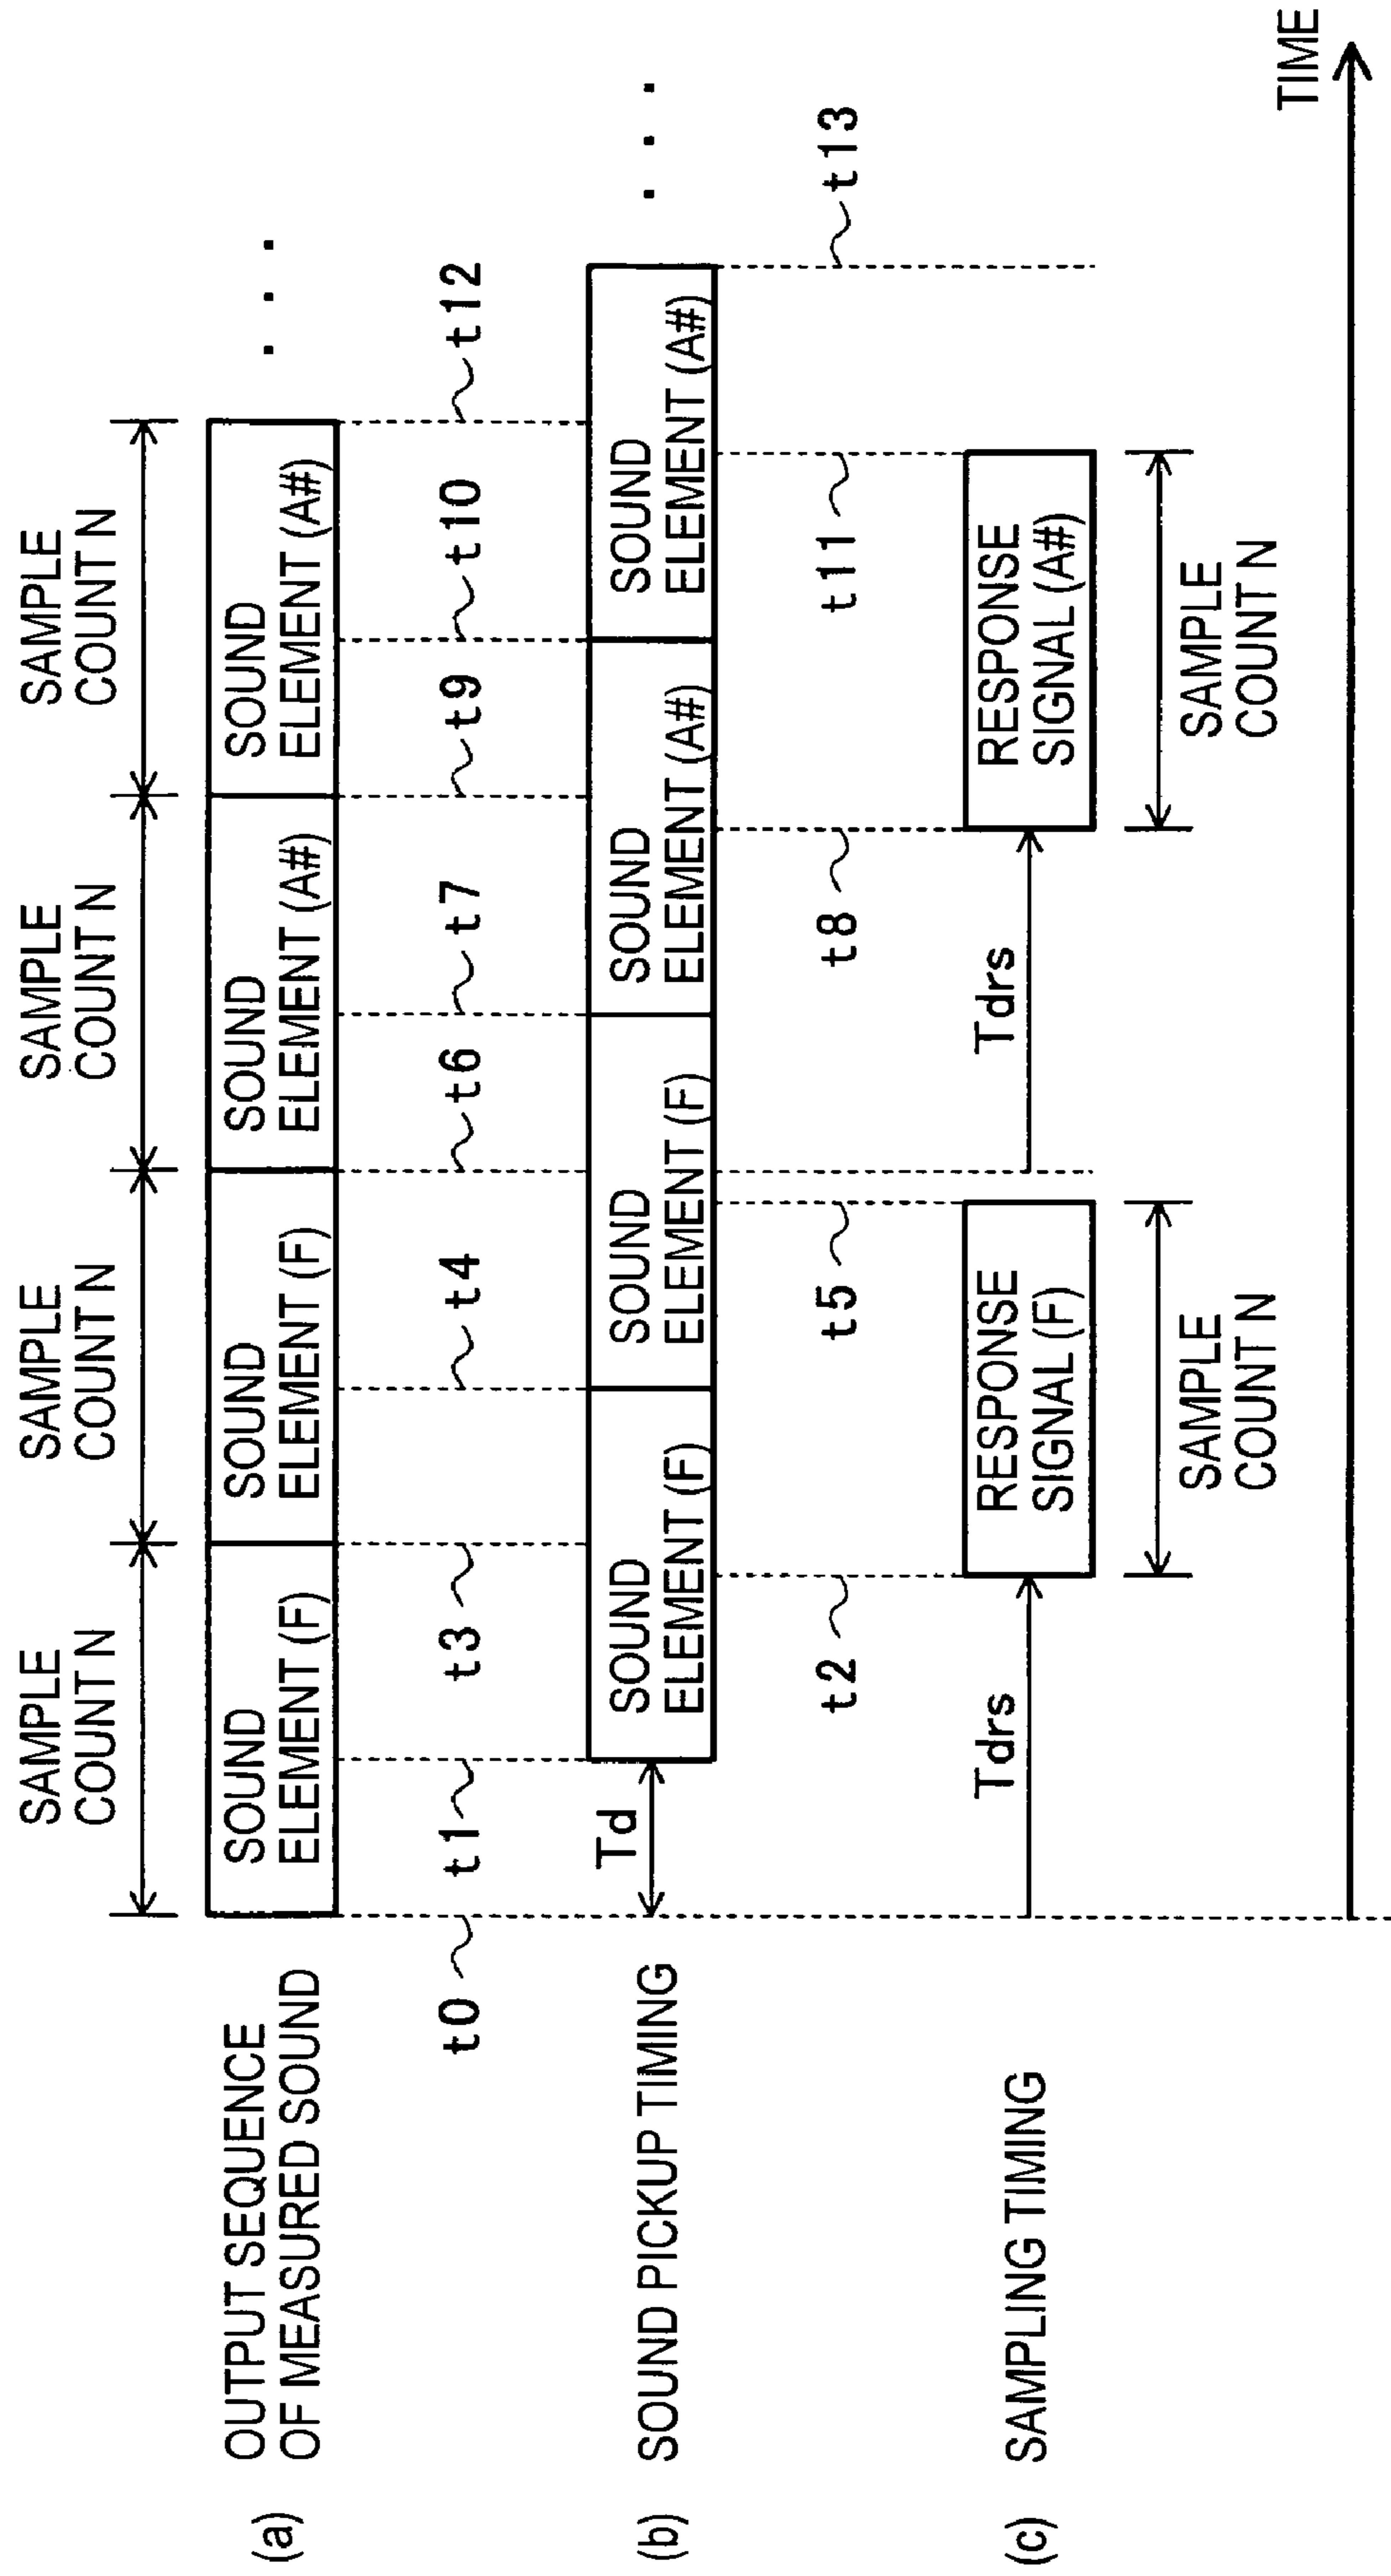 SAMPLE
COUNT N
SAMPLE
COUNT N
SAMPLE
COUNT N
SAMPLE
COUNT N
(a) OUTPUT SEQUENCE
OF MEASURED SOUND
SOUND
ELEMENT (F)
SOUND
ELEMENT (F)
SOUND
ELEMENT (A#)
SOUND
ELEMENT (A#)
. . .
t0
t1
t3
t4
t6
t7
t9
t10
t12
(b) SOUND PICKUP TIMING
Td
SOUND
ELEMENT (F)
SOUND
ELEMENT (F)
SOUND
ELEMENT (A#)
SOUND
ELEMENT (A#)
. . .
t2
t5
t8
t11
t13
(c) SAMPLING TIMING
Tdrs
RESPONSE
SIGNAL (F)
Tdrs
RESPONSE
SIGNAL (A#)
SAMPLE
COUNT N
SAMPLE
COUNT N
TIME